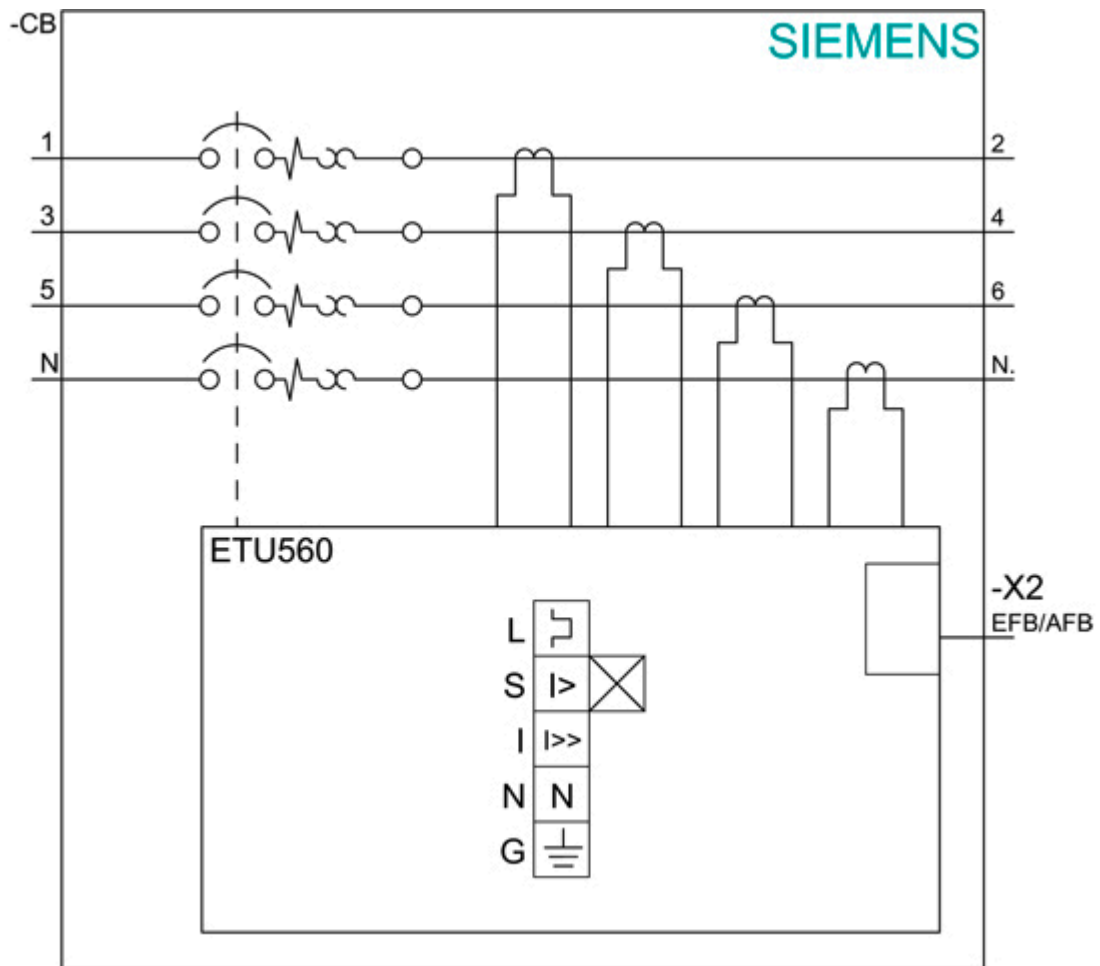 -CB
SIEMENS
1 2
3 4
5 6
N N.
ETU560
-X2
EFB/AFB
L
S I>
I I>>
N N
G